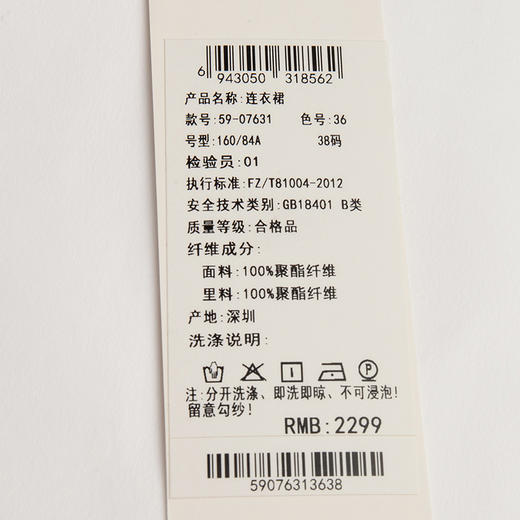 6 943050 318562
产品名称:连衣裙
款号:59-07631 色号:36
号型:160/84A 38码
检验员:01
执行标准:FZ/T81004-2012
安全技术类别:GB18401 B类
质量等级:合格品
纤维成分:
面料:100%聚酯纤维
里料:100%聚酯纤维
产地:深圳
洗涤说明:
P
注:分开洗涤、即洗即晾、不可浸泡!
留意勾纱!
RMB:2299
59076313638